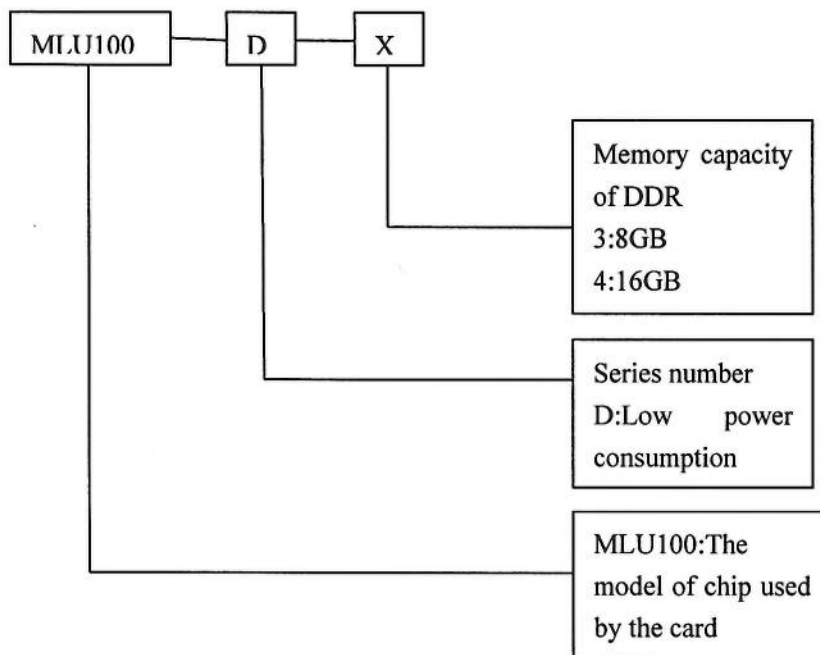 MLU100 D X
Memory capacity
of DDR
3:8GB
4:16GB
Series number
D:Low power
consumption
MLU100:The
model of chip used
by the card